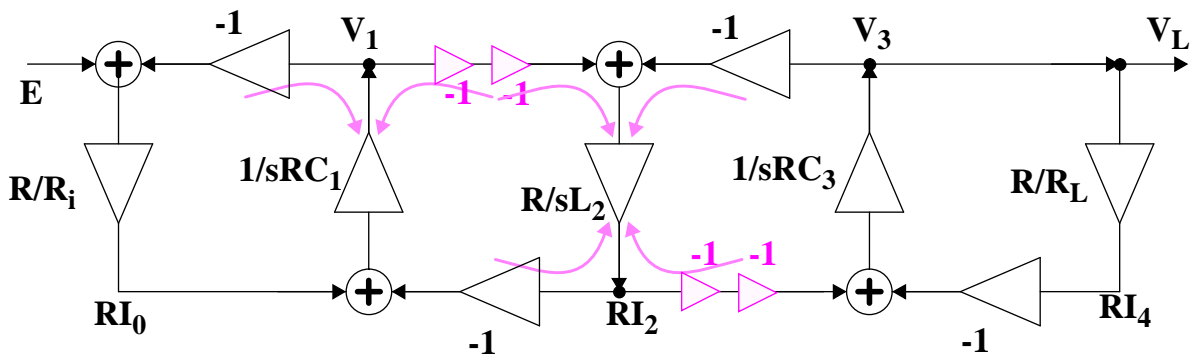 -1
V1
-1
V3
VL
E
-1
-1
R/Ri
1/sRC1
R/sL2
1/sRC3
R/RL
-1
-1
RI0
-1
RI2
-1
RI4